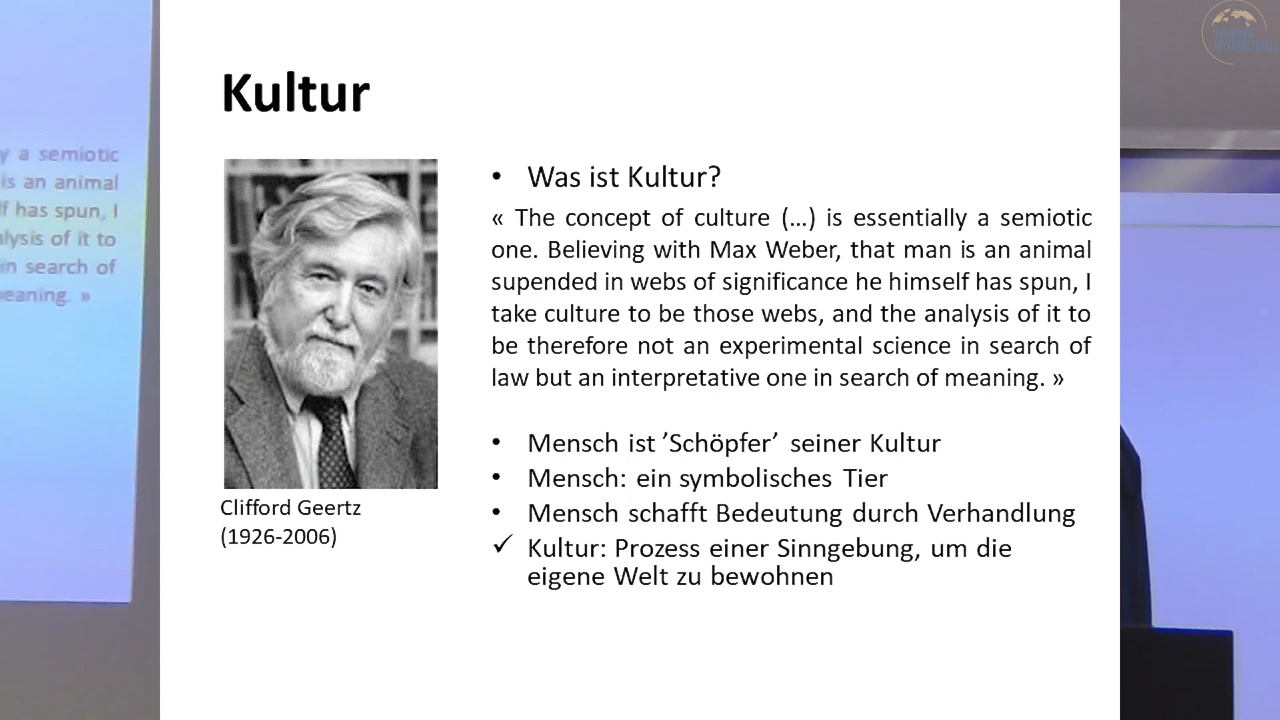 Kultur
• Was ist Kultur?
« The concept of culture (…) is essentially a semiotic
one. Believing with Max Weber, that man is an animal
supended in webs of significance he himself has spun, I
take culture to be those webs, and the analysis of it to
be therefore not an experimental science in search of
law but an interpretative one in search of meaning. »
• Mensch ist ’Schöpfer’ seiner Kultur
• Mensch: ein symbolisches Tier
• Mensch schafft Bedeutung durch Verhandlung
✓ Kultur: Prozess einer Sinngebung, um die
eigene Welt zu bewohnen
Clifford Geertz
(1926-2006)
a semiotic
is an animal
has spun, I
of it to
in search of
»